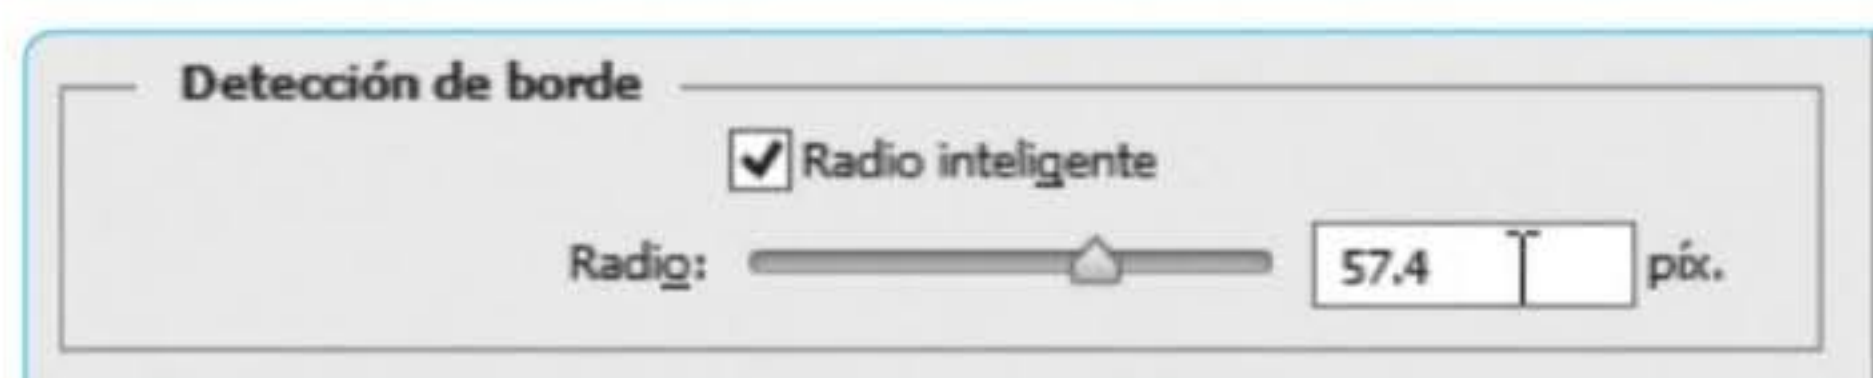 Detección de borde
Radio inteligente
Radio: 57.4 píx.